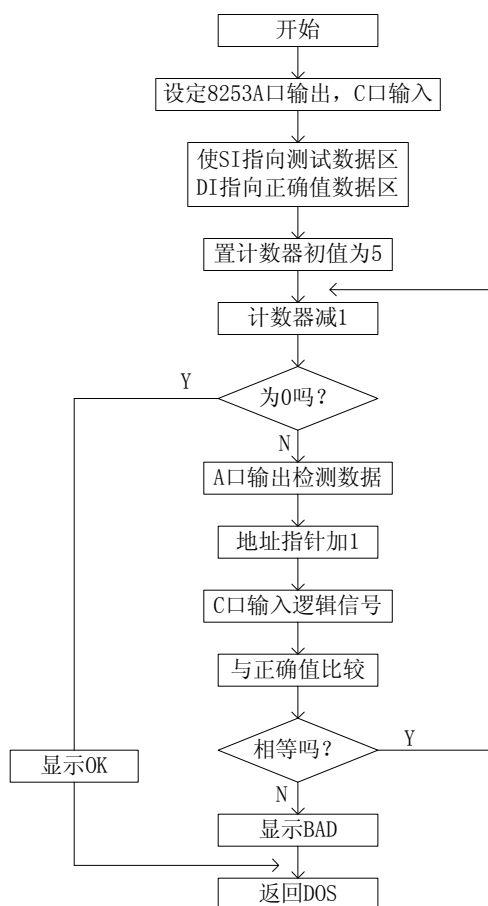 开始
设定8253A口输出，C口输入
使SI指向测试数据区
DI指向正确值数据区
置计数器初值为5
计数器减1
Y
为0吗？
N
A口输出检测数据
地址指针加1
C口输入逻辑信号
与正确值比较
相等吗？
Y
显示OK
N
显示BAD
返回DOS